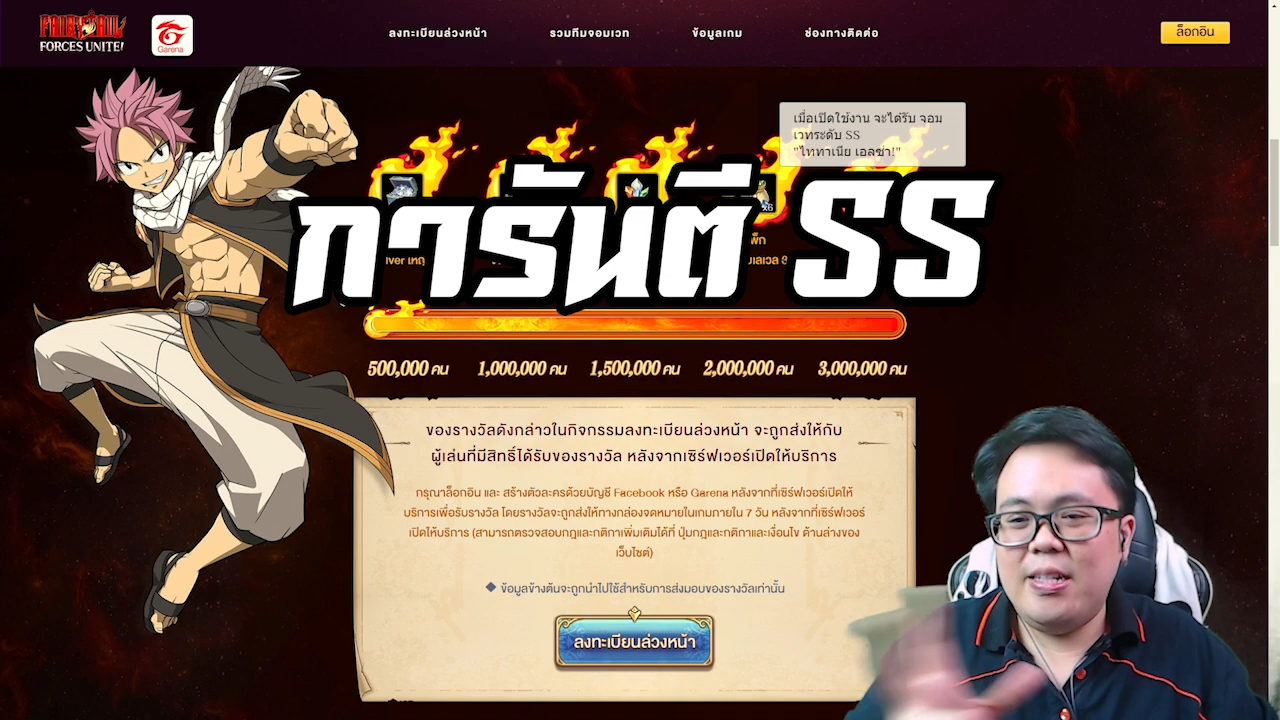 FAIRY TAIL
FORCES UNITE!
Garena
ลงทะเบียนล่วงหน้า
รวมทีมจอมเวท
ข้อมูลเกม
ช่องทางติดต่อ
ล็อกอิน
เมื่อเปิดใช้งาน จะได้รับ จอม
เวทระดับ SS
"ไททาเนีย เอลซ่า!"
การันตี SS
500,000 คน
1,000,000 คน
1,500,000 คน
2,000,000 คน
3,000,000 คน
ของรางวัลดังกล่าวในกิจกรรมลงทะเบียนล่วงหน้า จะถูกส่งให้กับ
ผู้เล่นที่มีสิทธิ์ได้รับของรางวัล หลังจากเซิร์ฟเวอร์เปิดให้บริการ
กรุณาล็อกอิน และ สร้างตัวละครด้วยบัญชี Facebook หรือ Garena หลังจากที่เซิร์ฟเวอร์เปิดให้
บริการเพื่อรับรางวัล โดยรางวัลจะถูกส่งให้ทางกล่องจดหมายในเกมภายใน 7 วัน หลังจากที่เซิร์ฟเวอร์
เปิดให้บริการ (สามารถตรวจสอบกฎและกติกาเพิ่มเติมได้ที่ ปุ่มกฎและกติกาและเงื่อนไข ด้านล่างของ
เว็บไซต์)
ข้อมูลข้างต้นจะถูกนำไปใช้สำหรับการส่งมอบของรางวัลเท่านั้น
ลงทะเบียนล่วงหน้า